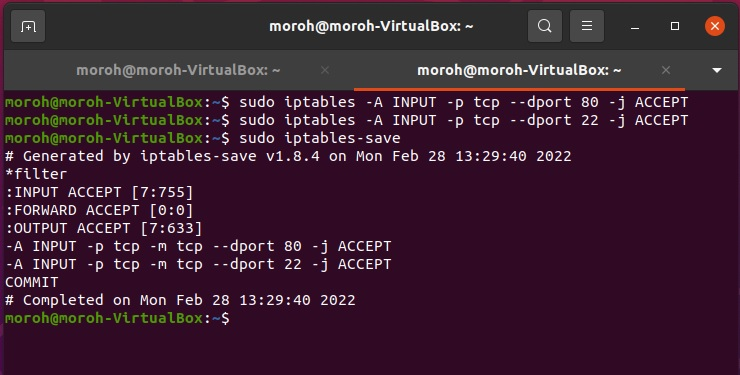 moroh@moroh-VirtualBox: ~
moroh@moroh-VirtualBox: ~
moroh@moroh-VirtualBox: ~
moroh@moroh-VirtualBox:~$ sudo iptables -A INPUT -p tcp --dport 80 -j ACCEPT
moroh@moroh-VirtualBox:~$ sudo iptables -A INPUT -p tcp --dport 22 -j ACCEPT
moroh@moroh-VirtualBox:~$ sudo iptables-save
# Generated by iptables-save v1.8.4 on Mon Feb 28 13:29:40 2022
*filter
:INPUT ACCEPT [7:755]
:FORWARD ACCEPT [0:0]
:OUTPUT ACCEPT [7:633]
-A INPUT -p tcp -m tcp --dport 80 -j ACCEPT
-A INPUT -p tcp -m tcp --dport 22 -j ACCEPT
COMMIT
# Completed on Mon Feb 28 13:29:40 2022
moroh@moroh-VirtualBox:~$